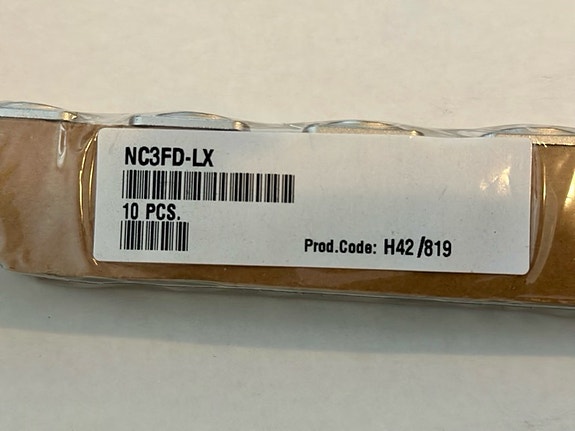 NC3FD-LX
10 PCS.
Prod.Code: H42/819